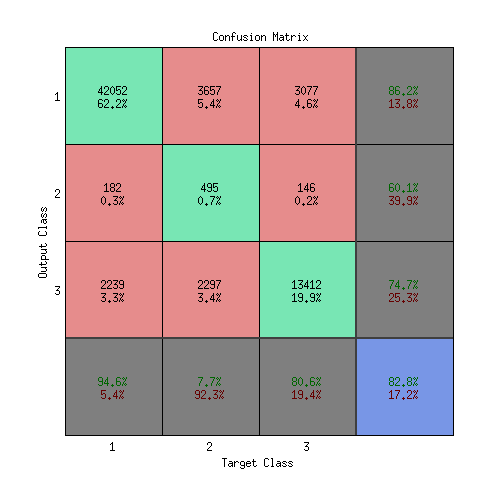 Confusion Matrix
1
42052 3657 3077 86.2%
62.2% 5.4% 4.6% 13.8%
2
182 495 146 60.1%
0.3% 0.7% 0.2% 39.9%
Output Class
3
2239 2297 13412 74.7%
3.3% 3.4% 19.9% 25.3%
94.6% 7.7% 80.6% 82.8%
5.4% 92.3% 19.4% 17.2%
1 2 3
Target Class